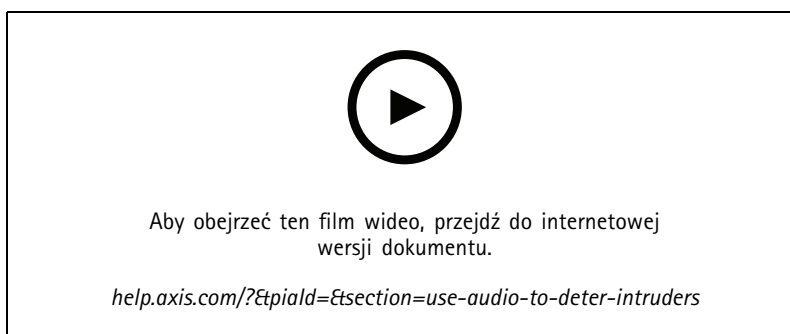 Aby obejrzeć ten film wideo, przejdź do internetowej
wersji dokumentu.
help.axis.com/?&piaId=&section=use-audio-to-deter-intruders